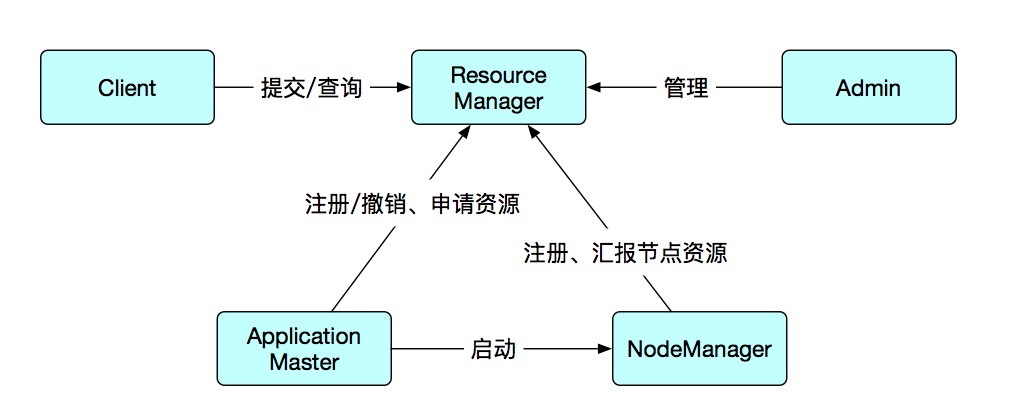 Client
提交/查询
Resource
Manager
管理
Admin
注册/撤销、申请资源
注册、汇报节点资源
Application
Master
启动
NodeManager